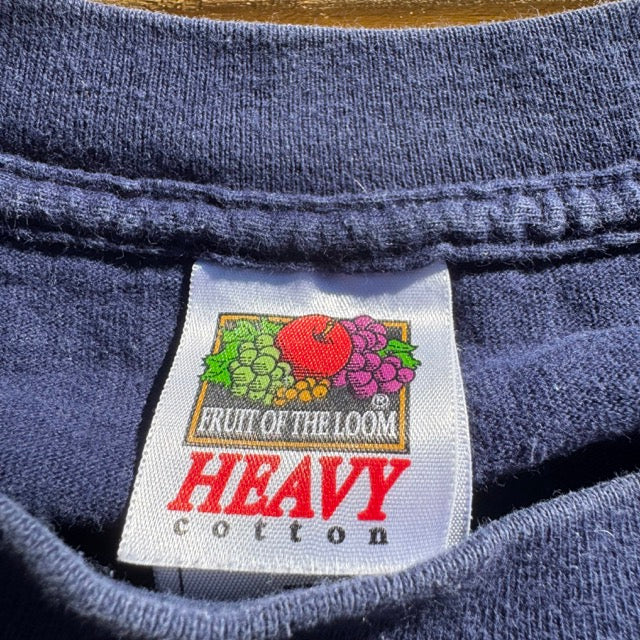 ®
FRUIT OF THE LOOM
HEAVY
cotton